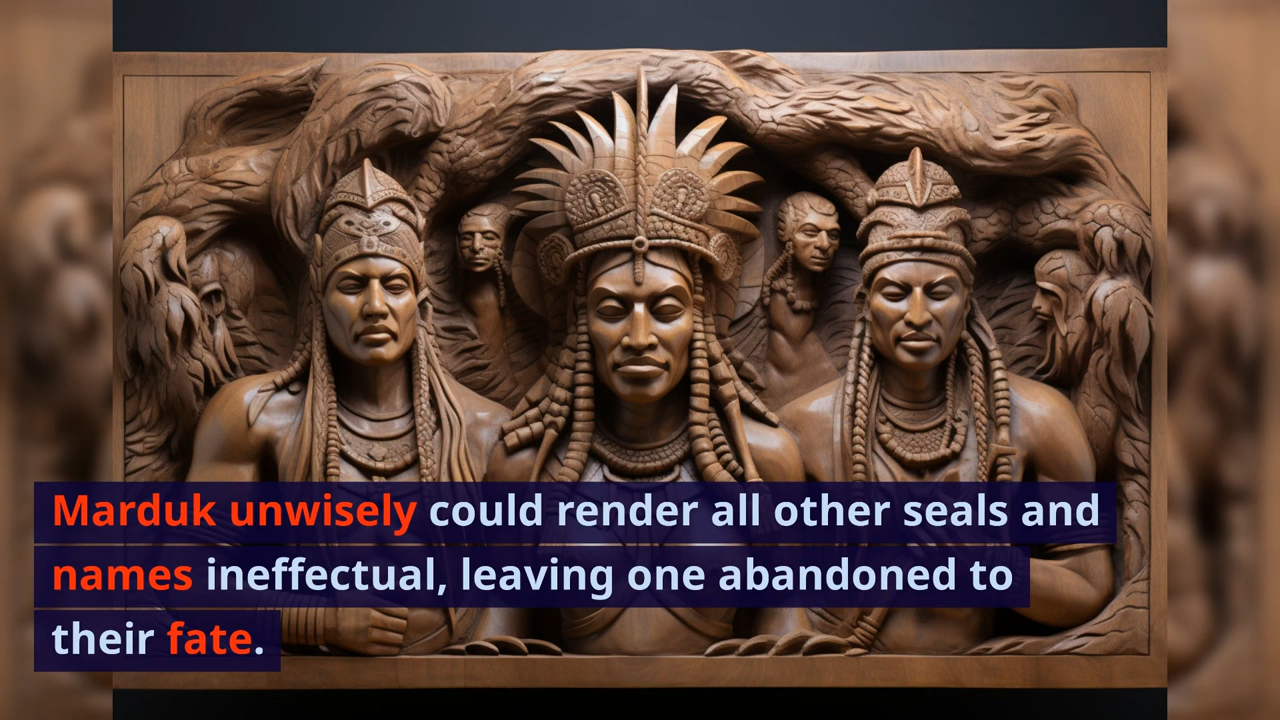 Marduk unwisely could render all other seals and
names ineffectual, leaving one abandoned to
their fate.